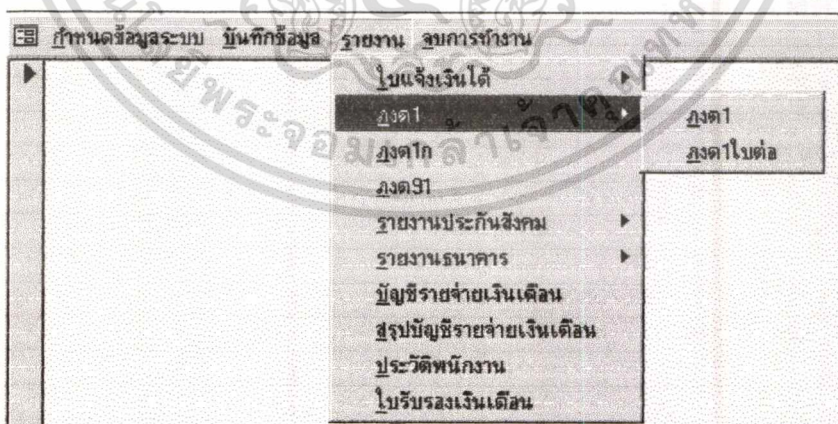 กำหนดข้อมูลระบบ บันทึกข้อมูล รายงาน จบการทำงาน
ใบแจ้งเงินได้
ภงด1
ภงด1
ภงด1ใบต่อ
ภงด1ก
ภงด91
รายงานประกันสังคม
รายงานธนาคาร
บัญชีรายจ่ายเงินเดือน
สรุปบัญชีรายจ่ายเงินเดือน
ประวัติพนักงาน
ใบรับรองเงินเดือน